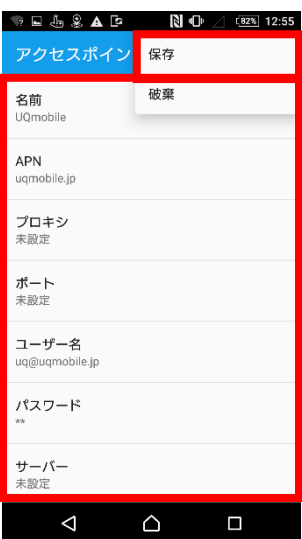 82% 12:55
アクセスポイン
保存
破棄
名前
UQmobile
APN
uqmobile.jp
プロキシ
未設定
ポート
未設定
ユーザー名
uq@uqmobile.jp
パスワード
**
サーバー
未設定